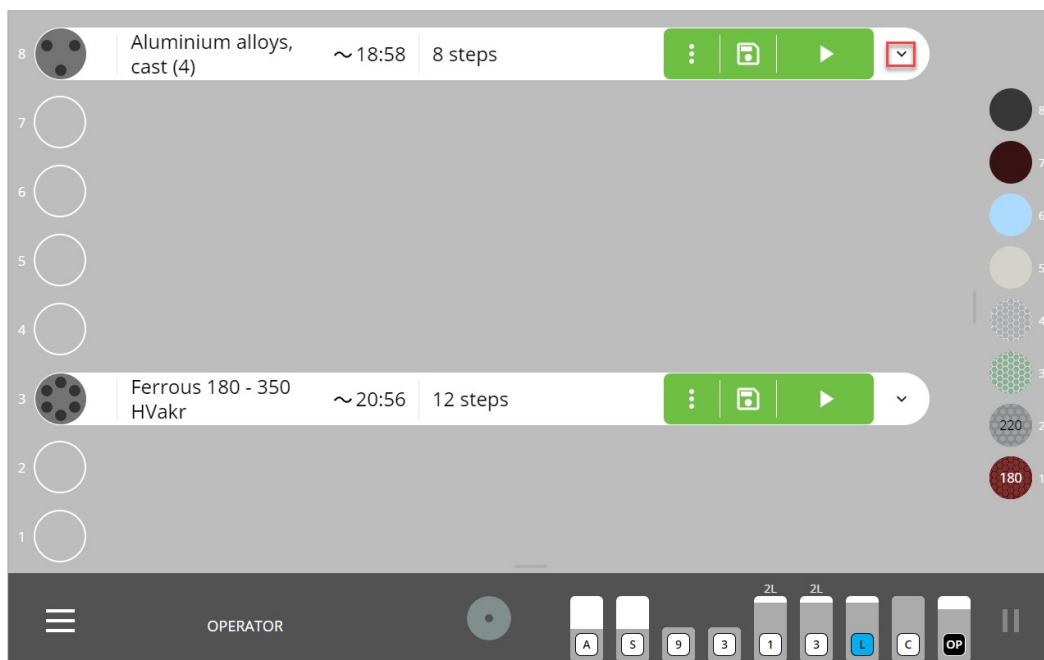 8
Aluminium alloys,
cast (4)
~18:58
8 steps
7
8
7
6
6
5
5
4
4
3
Ferrous 180 - 350
HVakr
~20:56
12 steps
3
220
2
2
180
1
1
OPERATOR
2L
2L
A
S
9
3
1
3
L
C
OP